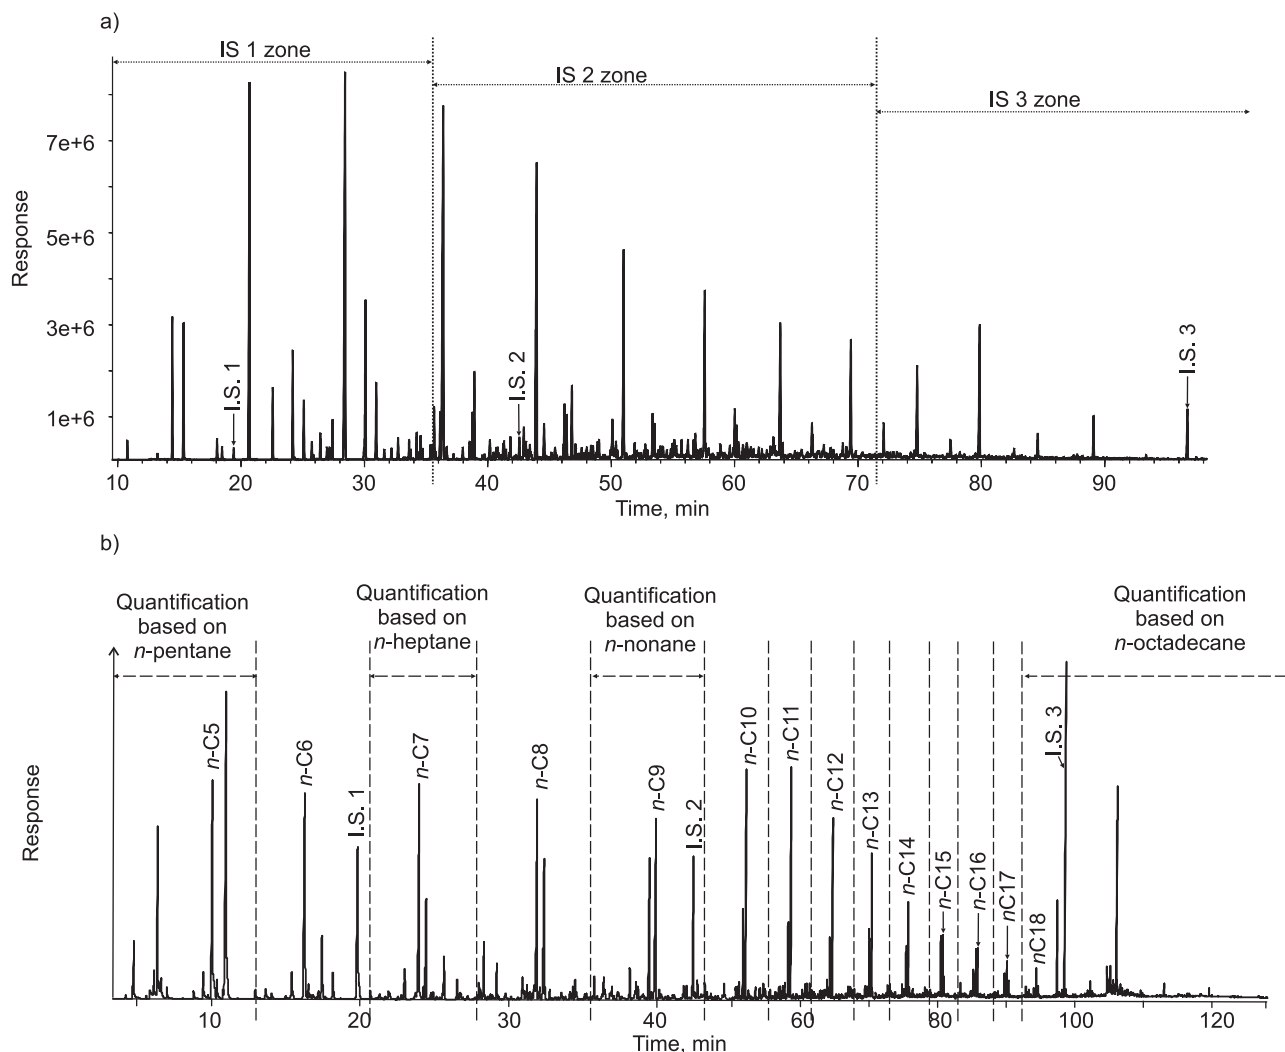 a)
IS 1 zone
IS 2 zone
IS 3 zone
7e+6
5e+6
3e+6
1e+6
Response
I.S. 1
I.S. 2
I.S. 3
10 20 30 40 50 60 70 80 90
Time, min
b)
Quantification
based on
n-pentane
Quantification
based on
n-heptane
Quantification
based on
n-nonane
Quantification
based on
n-octadecane
Response
n-C5
n-C6
I.S. 1
n-C7
n-C8
n-C9
I.S. 2
n-C10
n-C11
n-C12
n-C13
n-C14
n-C15
n-C16
nC17
nC18
I.S. 3
10 20 30 40 60 80 100 120
Time, min